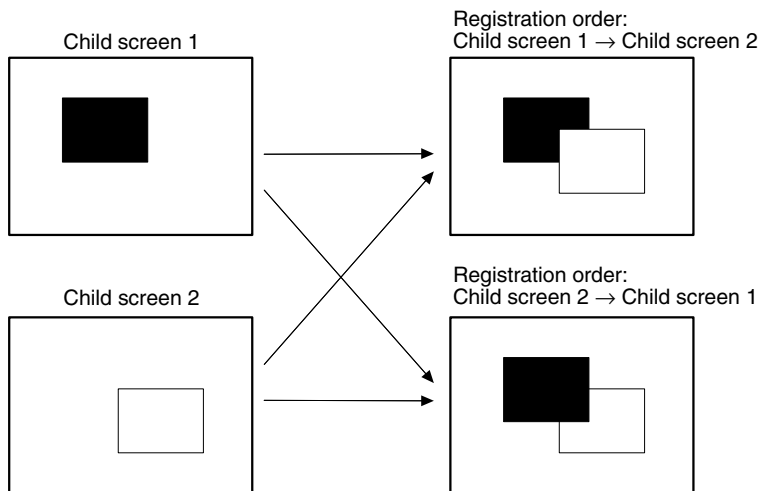 Child screen 1
Registration order:
Child screen 1 → Child screen 2
Child screen 2
Registration order:
Child screen 2 → Child screen 1